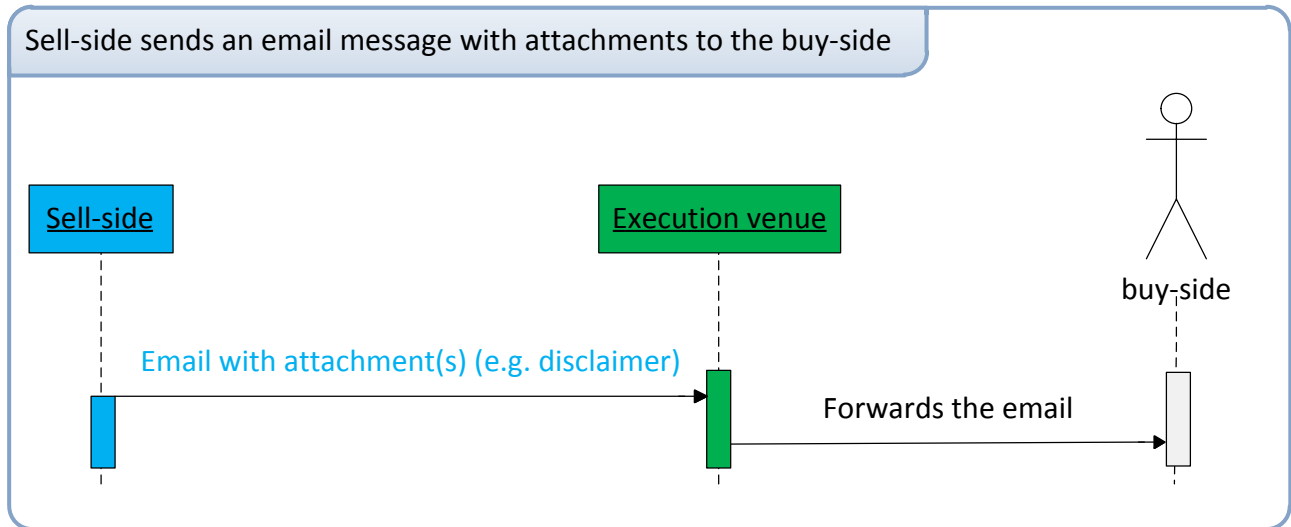 Sell-side sends an email message with attachments to the buy-side
Sell-side
Execution venue
buy-side
Email with attachment(s) (e.g. disclaimer)
Forwards the email